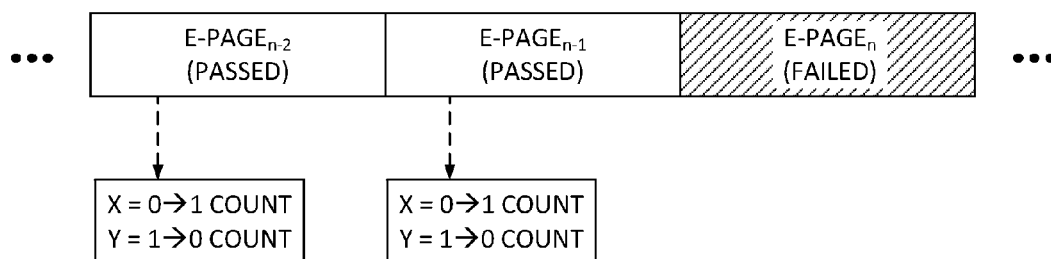 ••• E-PAGEn-2 E-PAGEn-1 E-PAGEn •••
(PASSED) (PASSED) (FAILED)
X = 0→1 COUNT X = 0→1 COUNT
Y = 1→0 COUNT Y = 1→0 COUNT